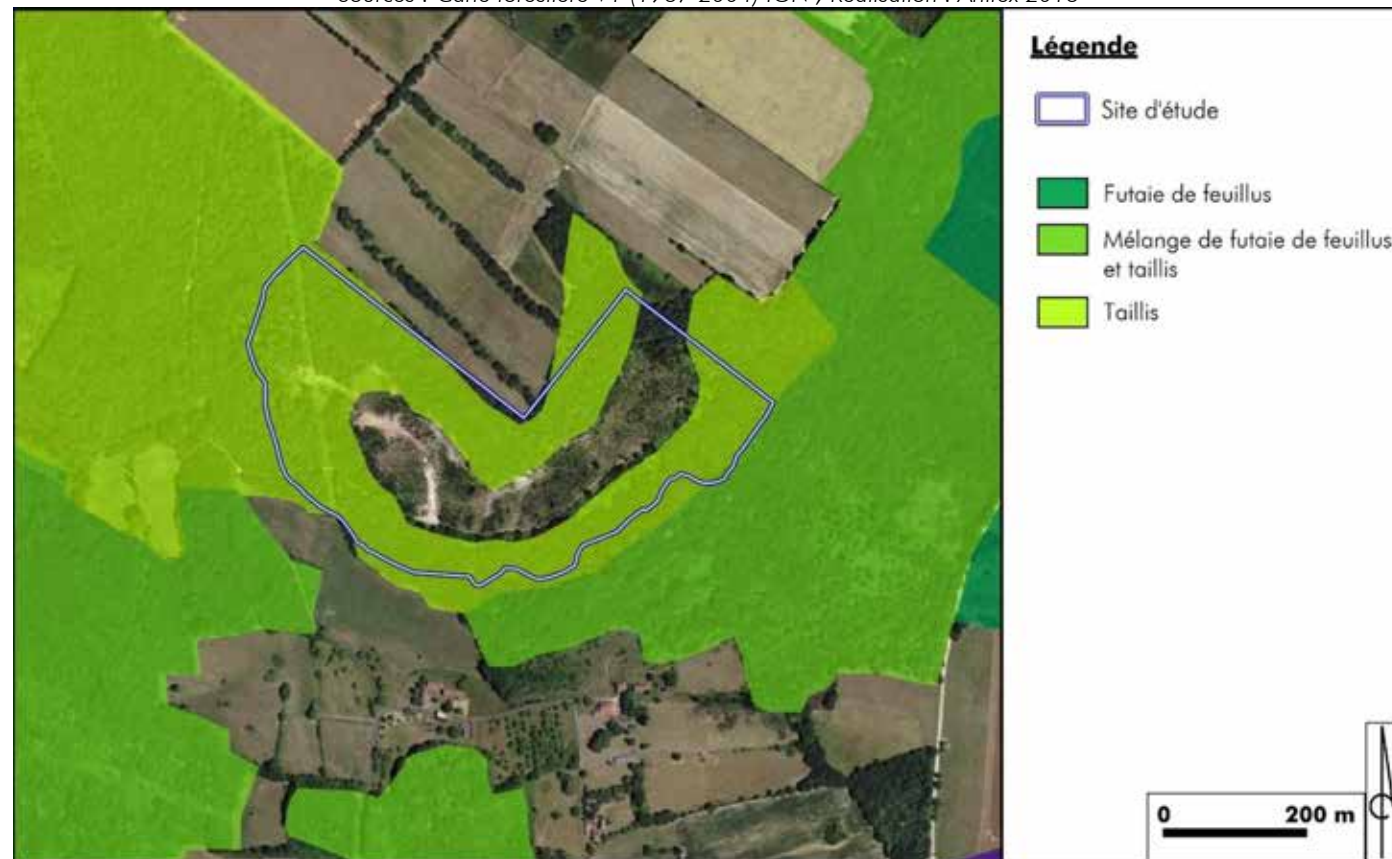 Légende
Site d'étude
Futaie de feuillus
Mélange de futaie de feuillus
et taillis
Taillis
0 200 m